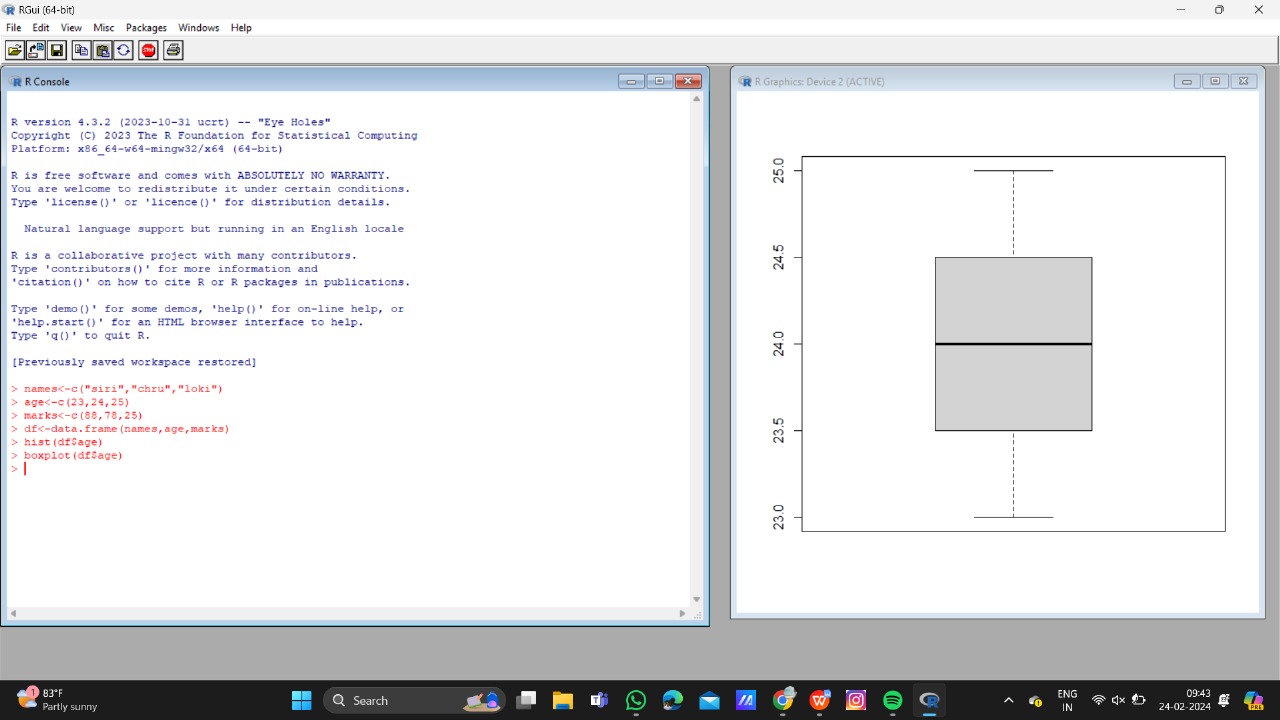 RGui (64-bit)
File Edit View Misc Packages Windows Help
STOP
R Console
R version 4.3.2 (2023-10-31 ucrt) -- "Eye Holes"
Copyright (C) 2023 The R Foundation for Statistical Computing
Platform: x86_64-w64-mingw32/x64 (64-bit)
R is free software and comes with ABSOLUTELY NO WARRANTY.
You are welcome to redistribute it under certain conditions.
Type 'license()' or 'licence()' for distribution details.
Natural language support but running in an English locale
R is a collaborative project with many contributors.
Type 'contributors()' for more information and
'citation()' on how to cite R or R packages in publications.
Type 'demo()' for some demos, 'help()' for on-line help, or
'help.start()' for an HTML browser interface to help.
Type 'q()' to quit R.
[Previously saved workspace restored]
> names<-c("siri","chru","loki")
> age<-c(23,24,25)
> marks<-c(88,78,25)
> df<-data.frame(names,age,marks)
> hist(df$age)
> boxplot(df$age)
>
R Graphics: Device 2 (ACTIVE)
25.0
24.5
24.0
23.5
23.0
1
83°F
Partly sunny
Search
ENG
IN
09:43
24-02-2024
PRE